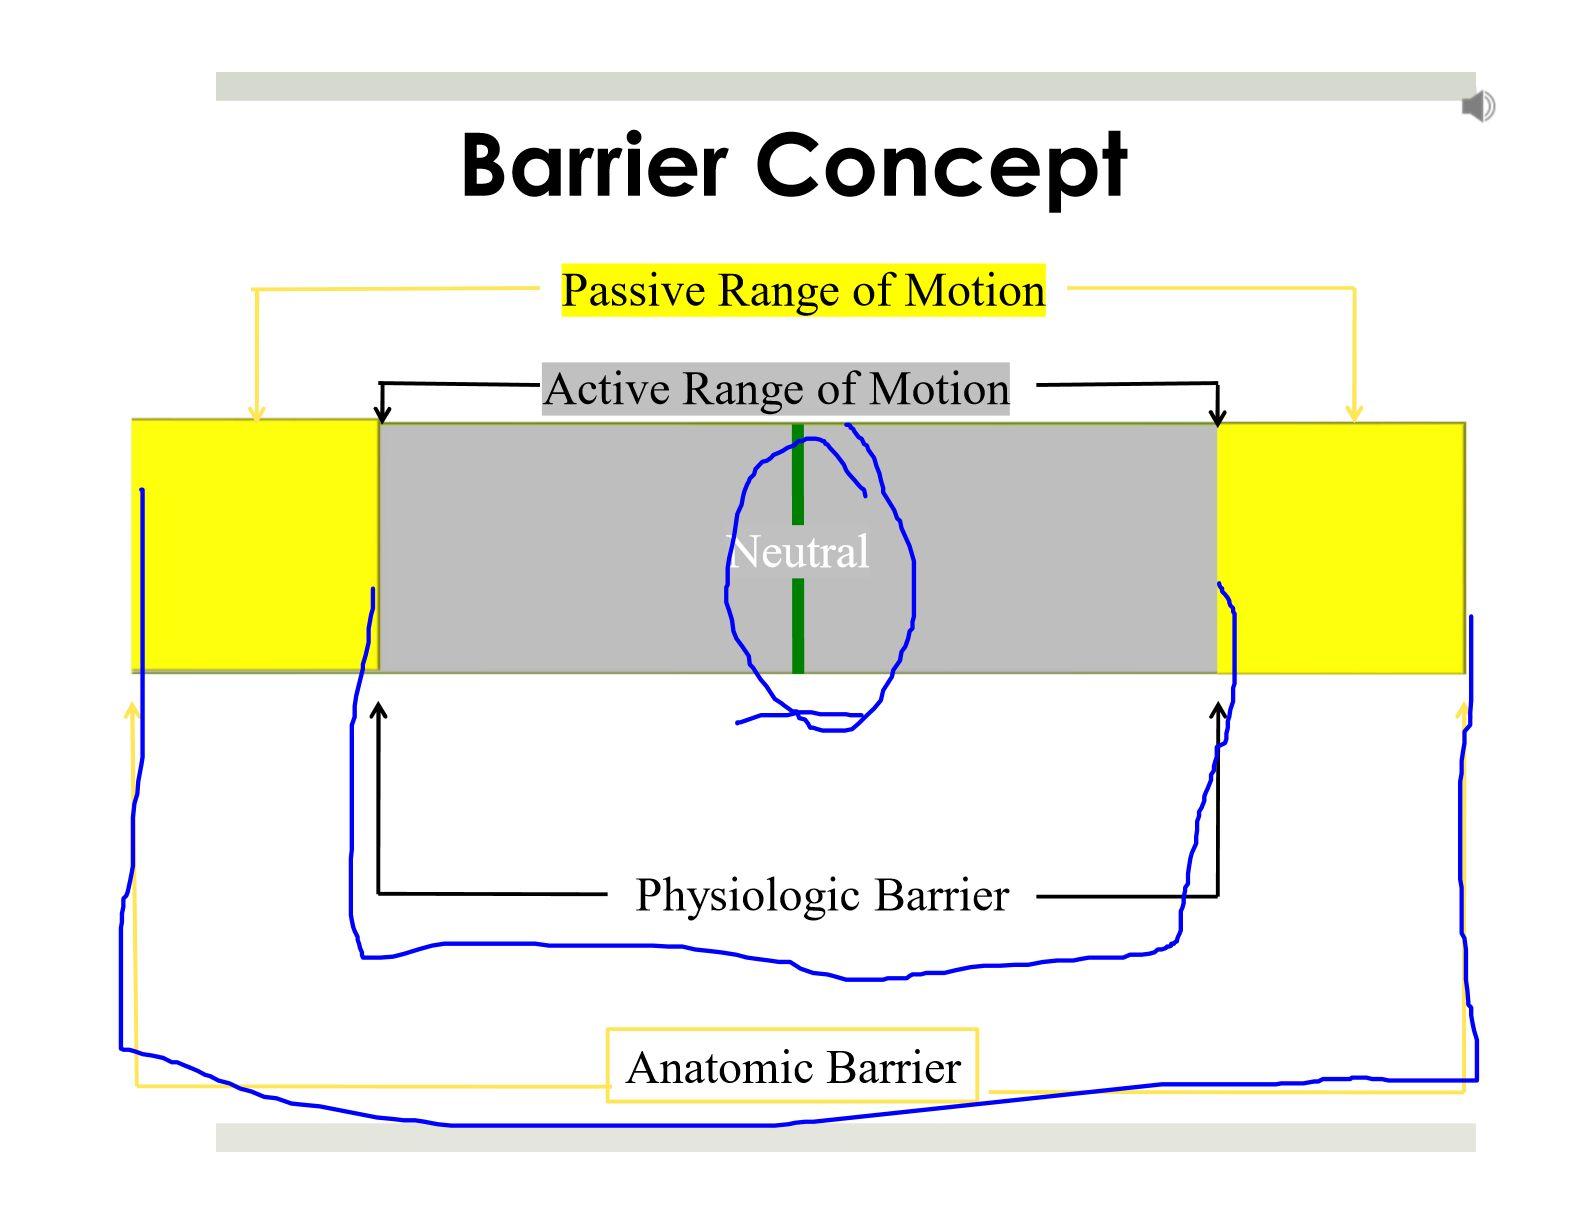 Barrier Concept
Passive Range of Motion
Active Range of Motion
Neutral
Physiologic Barrier
Anatomic Barrier